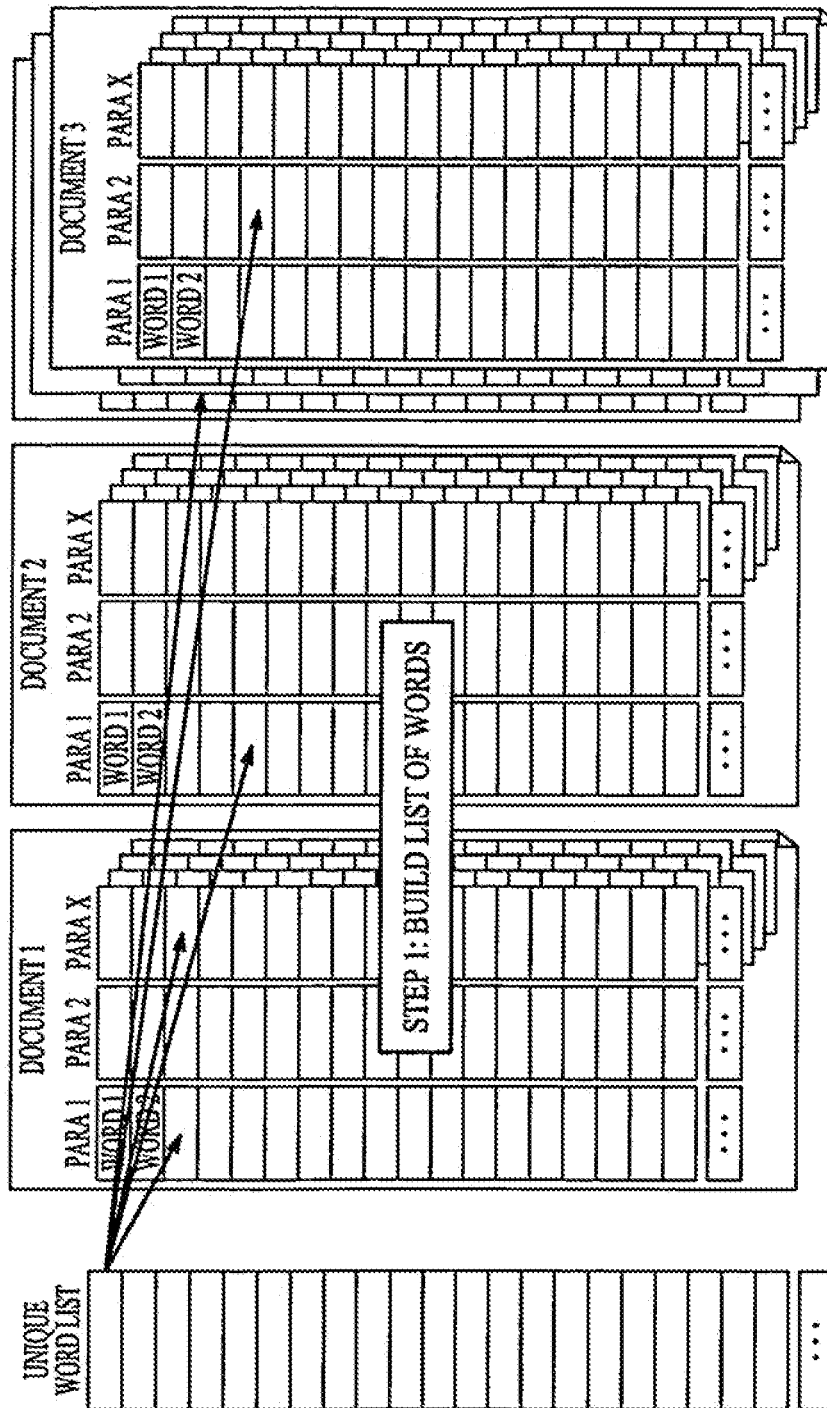 UNIQUE
WORD LIST
• • •
DOCUMENT 1
PARA 1 PARA 2 PARA X
WORD 1
WORD 2
• • • • • • • • •
DOCUMENT 2
PARA 1 PARA 2 PARA X
WORD 1
WORD 2
• • • • • • • • •
DOCUMENT 3
PARA 1 PARA 2 PARA X
WORD 1
WORD 2
• • • • • • • • •
STEP 1: BUILD LIST OF WORDS